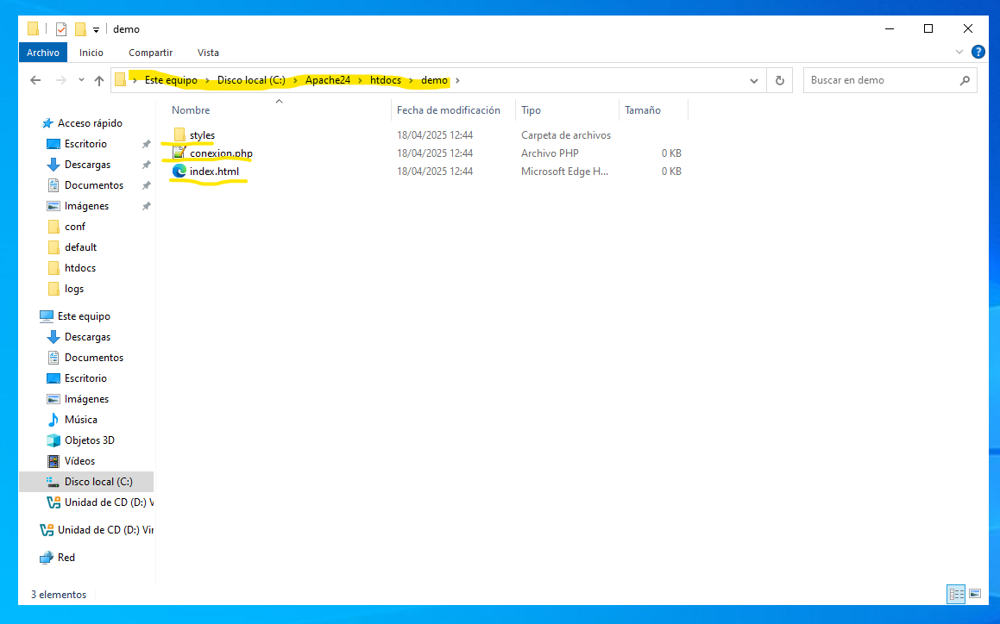 demo
Archivo Inicio Compartir Vista
Este equipo > Disco local (C:) > Apache24 > htdocs > demo >
Buscar en demo
Nombre Fecha de modificación Tipo Tamaño
styles 18/04/2025 12:44 Carpeta de archivos
conexion.php 18/04/2025 12:44 Archivo PHP 0 KB
index.html 18/04/2025 12:44 Microsoft Edge H... 0 KB
Acceso rápido
Escritorio
Descargas
Documentos
Imágenes
conf
default
htdocs
logs
Este equipo
Descargas
Documentos
Escritorio
Imágenes
Música
Objetos 3D
Vídeos
Disco local (C:)
Unidad de CD (D:) V
Unidad de CD (D:) Vir
Red
3 elementos